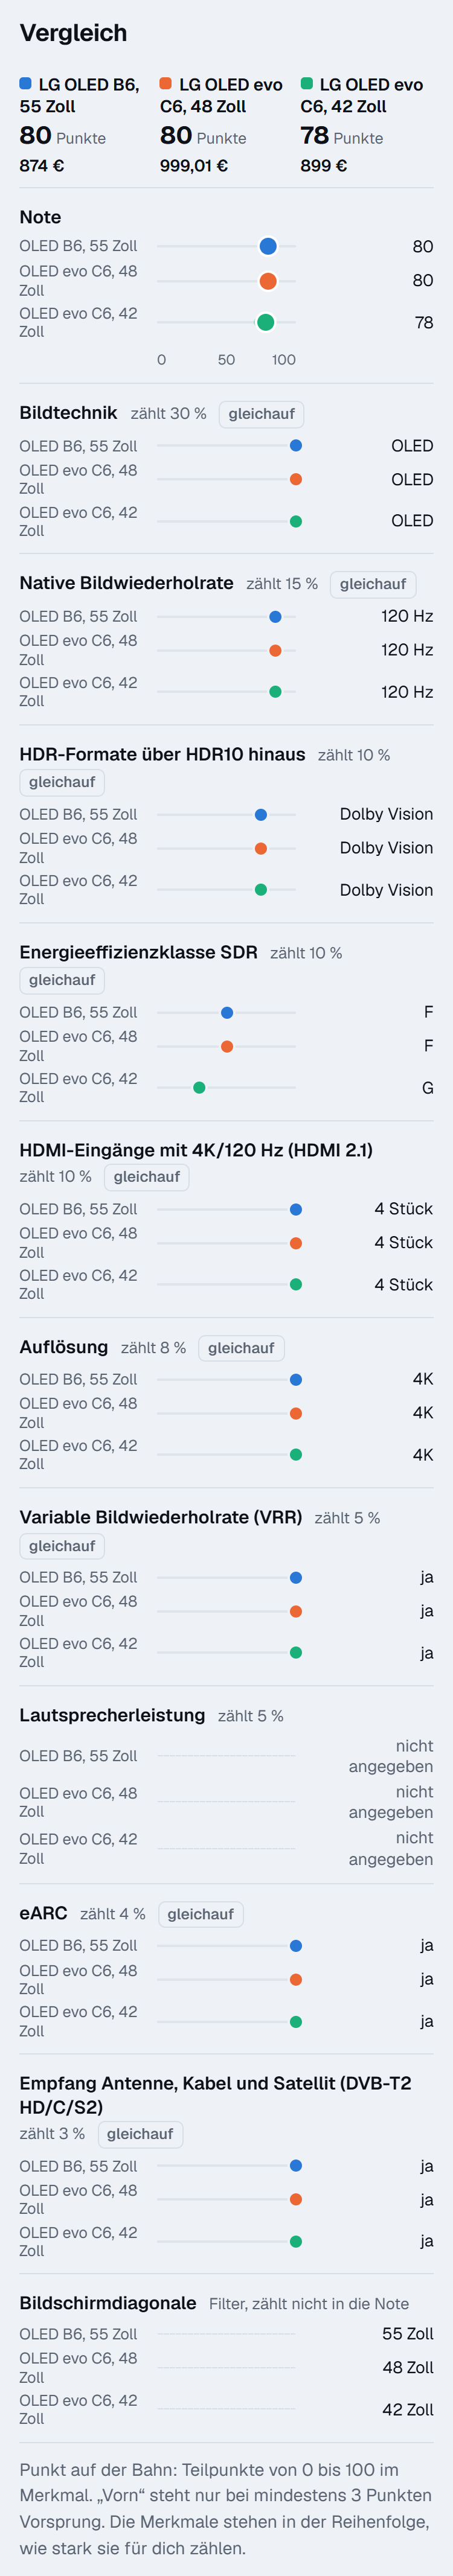 Vergleich
LG OLED B6, 55 Zoll
80 Punkte
874 €
LG OLED evo C6, 48 Zoll
80 Punkte
999,01 €
LG OLED evo C6, 42 Zoll
78 Punkte
899 €
Note
OLED B6, 55 Zoll 80
OLED evo C6, 48 Zoll 80
OLED evo C6, 42 Zoll 78
0 50 100
Bildtechnik zählt 30 % gleichauf
OLED B6, 55 Zoll OLED
OLED evo C6, 48 Zoll OLED
OLED evo C6, 42 Zoll OLED
Native Bildwiederholrate zählt 15 % gleichauf
OLED B6, 55 Zoll 120 Hz
OLED evo C6, 48 Zoll 120 Hz
OLED evo C6, 42 Zoll 120 Hz
HDR-Formate über HDR10 hinaus zählt 10 %
gleichauf
OLED B6, 55 Zoll Dolby Vision
OLED evo C6, 48 Zoll Dolby Vision
OLED evo C6, 42 Zoll Dolby Vision
Energieeffizienzklasse SDR zählt 10 %
gleichauf
OLED B6, 55 Zoll F
OLED evo C6, 48 Zoll F
OLED evo C6, 42 Zoll G
HDMI-Eingänge mit 4K/120 Hz (HDMI 2.1)
zählt 10 % gleichauf
OLED B6, 55 Zoll 4 Stück
OLED evo C6, 48 Zoll 4 Stück
OLED evo C6, 42 Zoll 4 Stück
Auflösung zählt 8 % gleichauf
OLED B6, 55 Zoll 4K
OLED evo C6, 48 Zoll 4K
OLED evo C6, 42 Zoll 4K
Variable Bildwiederholrate (VRR) zählt 5 %
gleichauf
OLED B6, 55 Zoll ja
OLED evo C6, 48 Zoll ja
OLED evo C6, 42 Zoll ja
Lautsprecherleistung zählt 5 %
OLED B6, 55 Zoll nicht angegeben
OLED evo C6, 48 Zoll nicht angegeben
OLED evo C6, 42 Zoll nicht angegeben
eARC zählt 4 % gleichauf
OLED B6, 55 Zoll ja
OLED evo C6, 48 Zoll ja
OLED evo C6, 42 Zoll ja
Empfang Antenne, Kabel und Satellit (DVB-T2
HD/C/S2)
zählt 3 % gleichauf
OLED B6, 55 Zoll ja
OLED evo C6, 48 Zoll ja
OLED evo C6, 42 Zoll ja
Bildschirmdiagonale Filter, zählt nicht in die Note
OLED B6, 55 Zoll 55 Zoll
OLED evo C6, 48 Zoll 48 Zoll
OLED evo C6, 42 Zoll 42 Zoll
Punkt auf der Bahn: Teilpunkte von 0 bis 100 im
Merkmal. „Vorn“ steht nur bei mindestens 3 Punkten
Vorsprung. Die Merkmale stehen in der Reihenfolge,
wie stark sie für dich zählen.